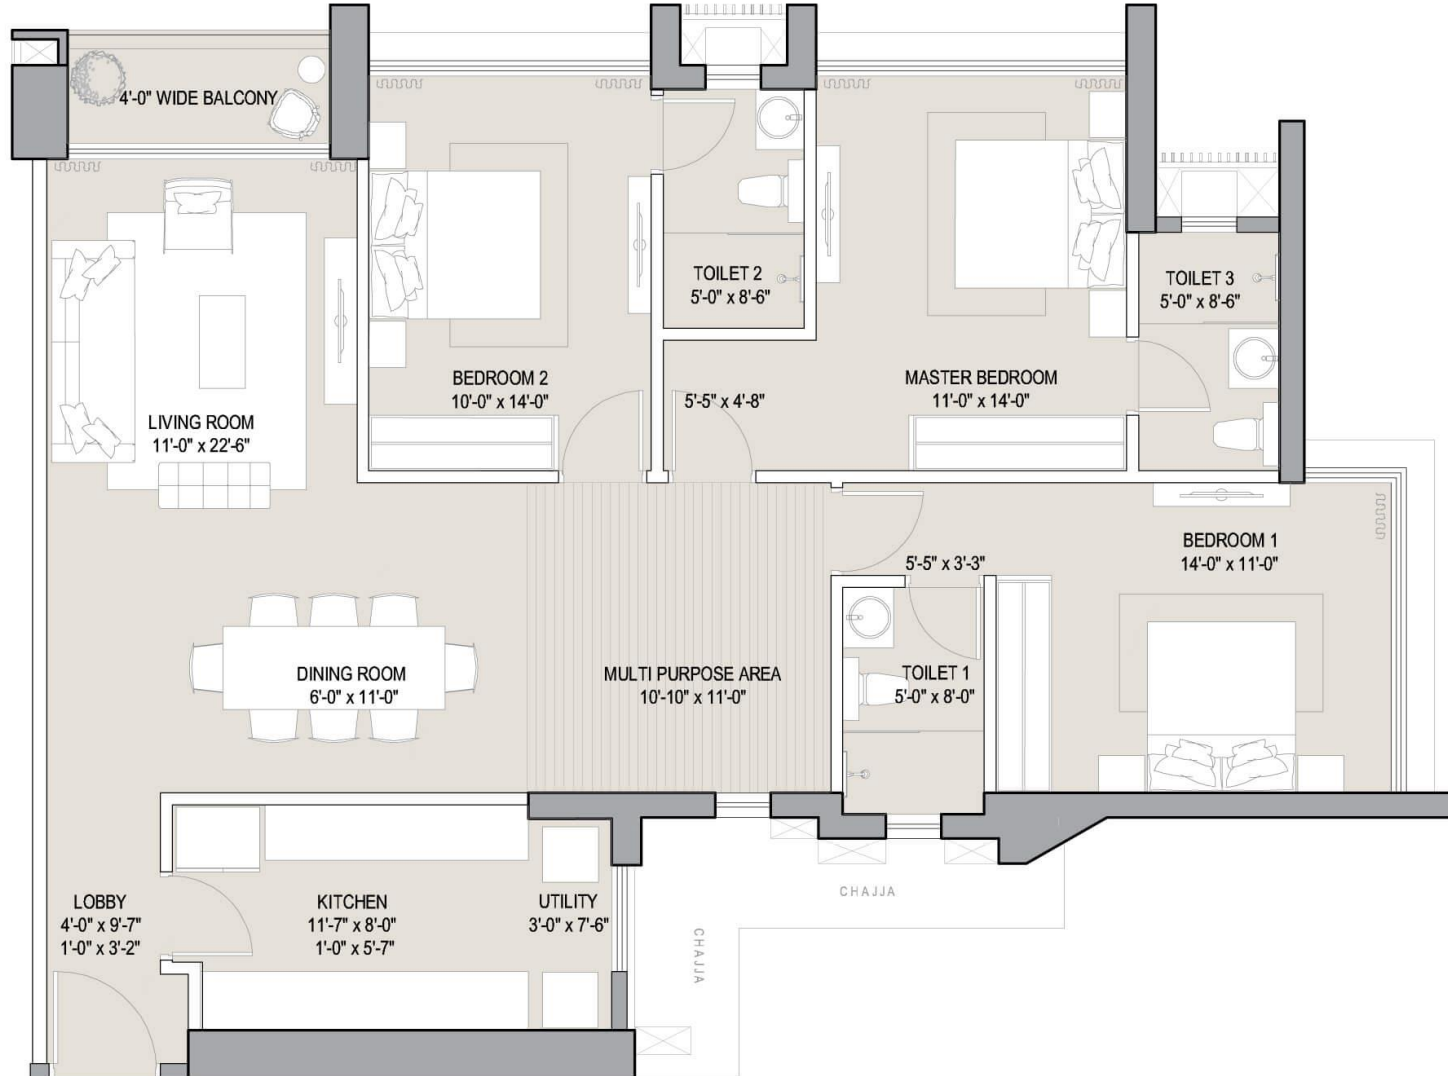 4'-0" WIDE BALCONY
TOILET 2
5'-0" x 8'-6"
TOILET 3
5'-0" x 8'-6"
BEDROOM 2
10'-0" x 14'-0"
5'-5" x 4'-8"
MASTER BEDROOM
11'-0" x 14'-0"
LIVING ROOM
11'-0" x 22'-6"
BEDROOM 1
14'-0" x 11'-0"
5'-5" x 3'-3"
DINING ROOM
6'-0" x 11'-0"
MULTI PURPOSE AREA
10'-10" x 11'-0"
TOILET 1
5'-0" x 8'-0"
LOBBY
4'-0" x 9'-7"
1'-0" x 3'-2"
KITCHEN
11'-7" x 8'-0"
1'-0" x 5'-7"
UTILITY
3'-0" x 7'-6"
CHAJJA
CHAJJA